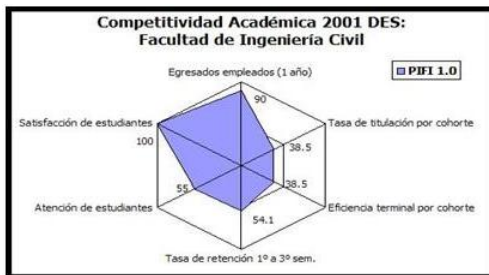 Competitividad Académica 2001 DES:
Facultad de Ingeniería Civil
PIFI 1.0
Egresados empleados (1 año)
90
Satisfacción de estudiantes
100
Tasa de titulación por cohorte
38.5
55
38.5
Atención de estudiantes
Eficiencia terminal por cohorte
54.1
Tasa de retención 1º a 3º sem.